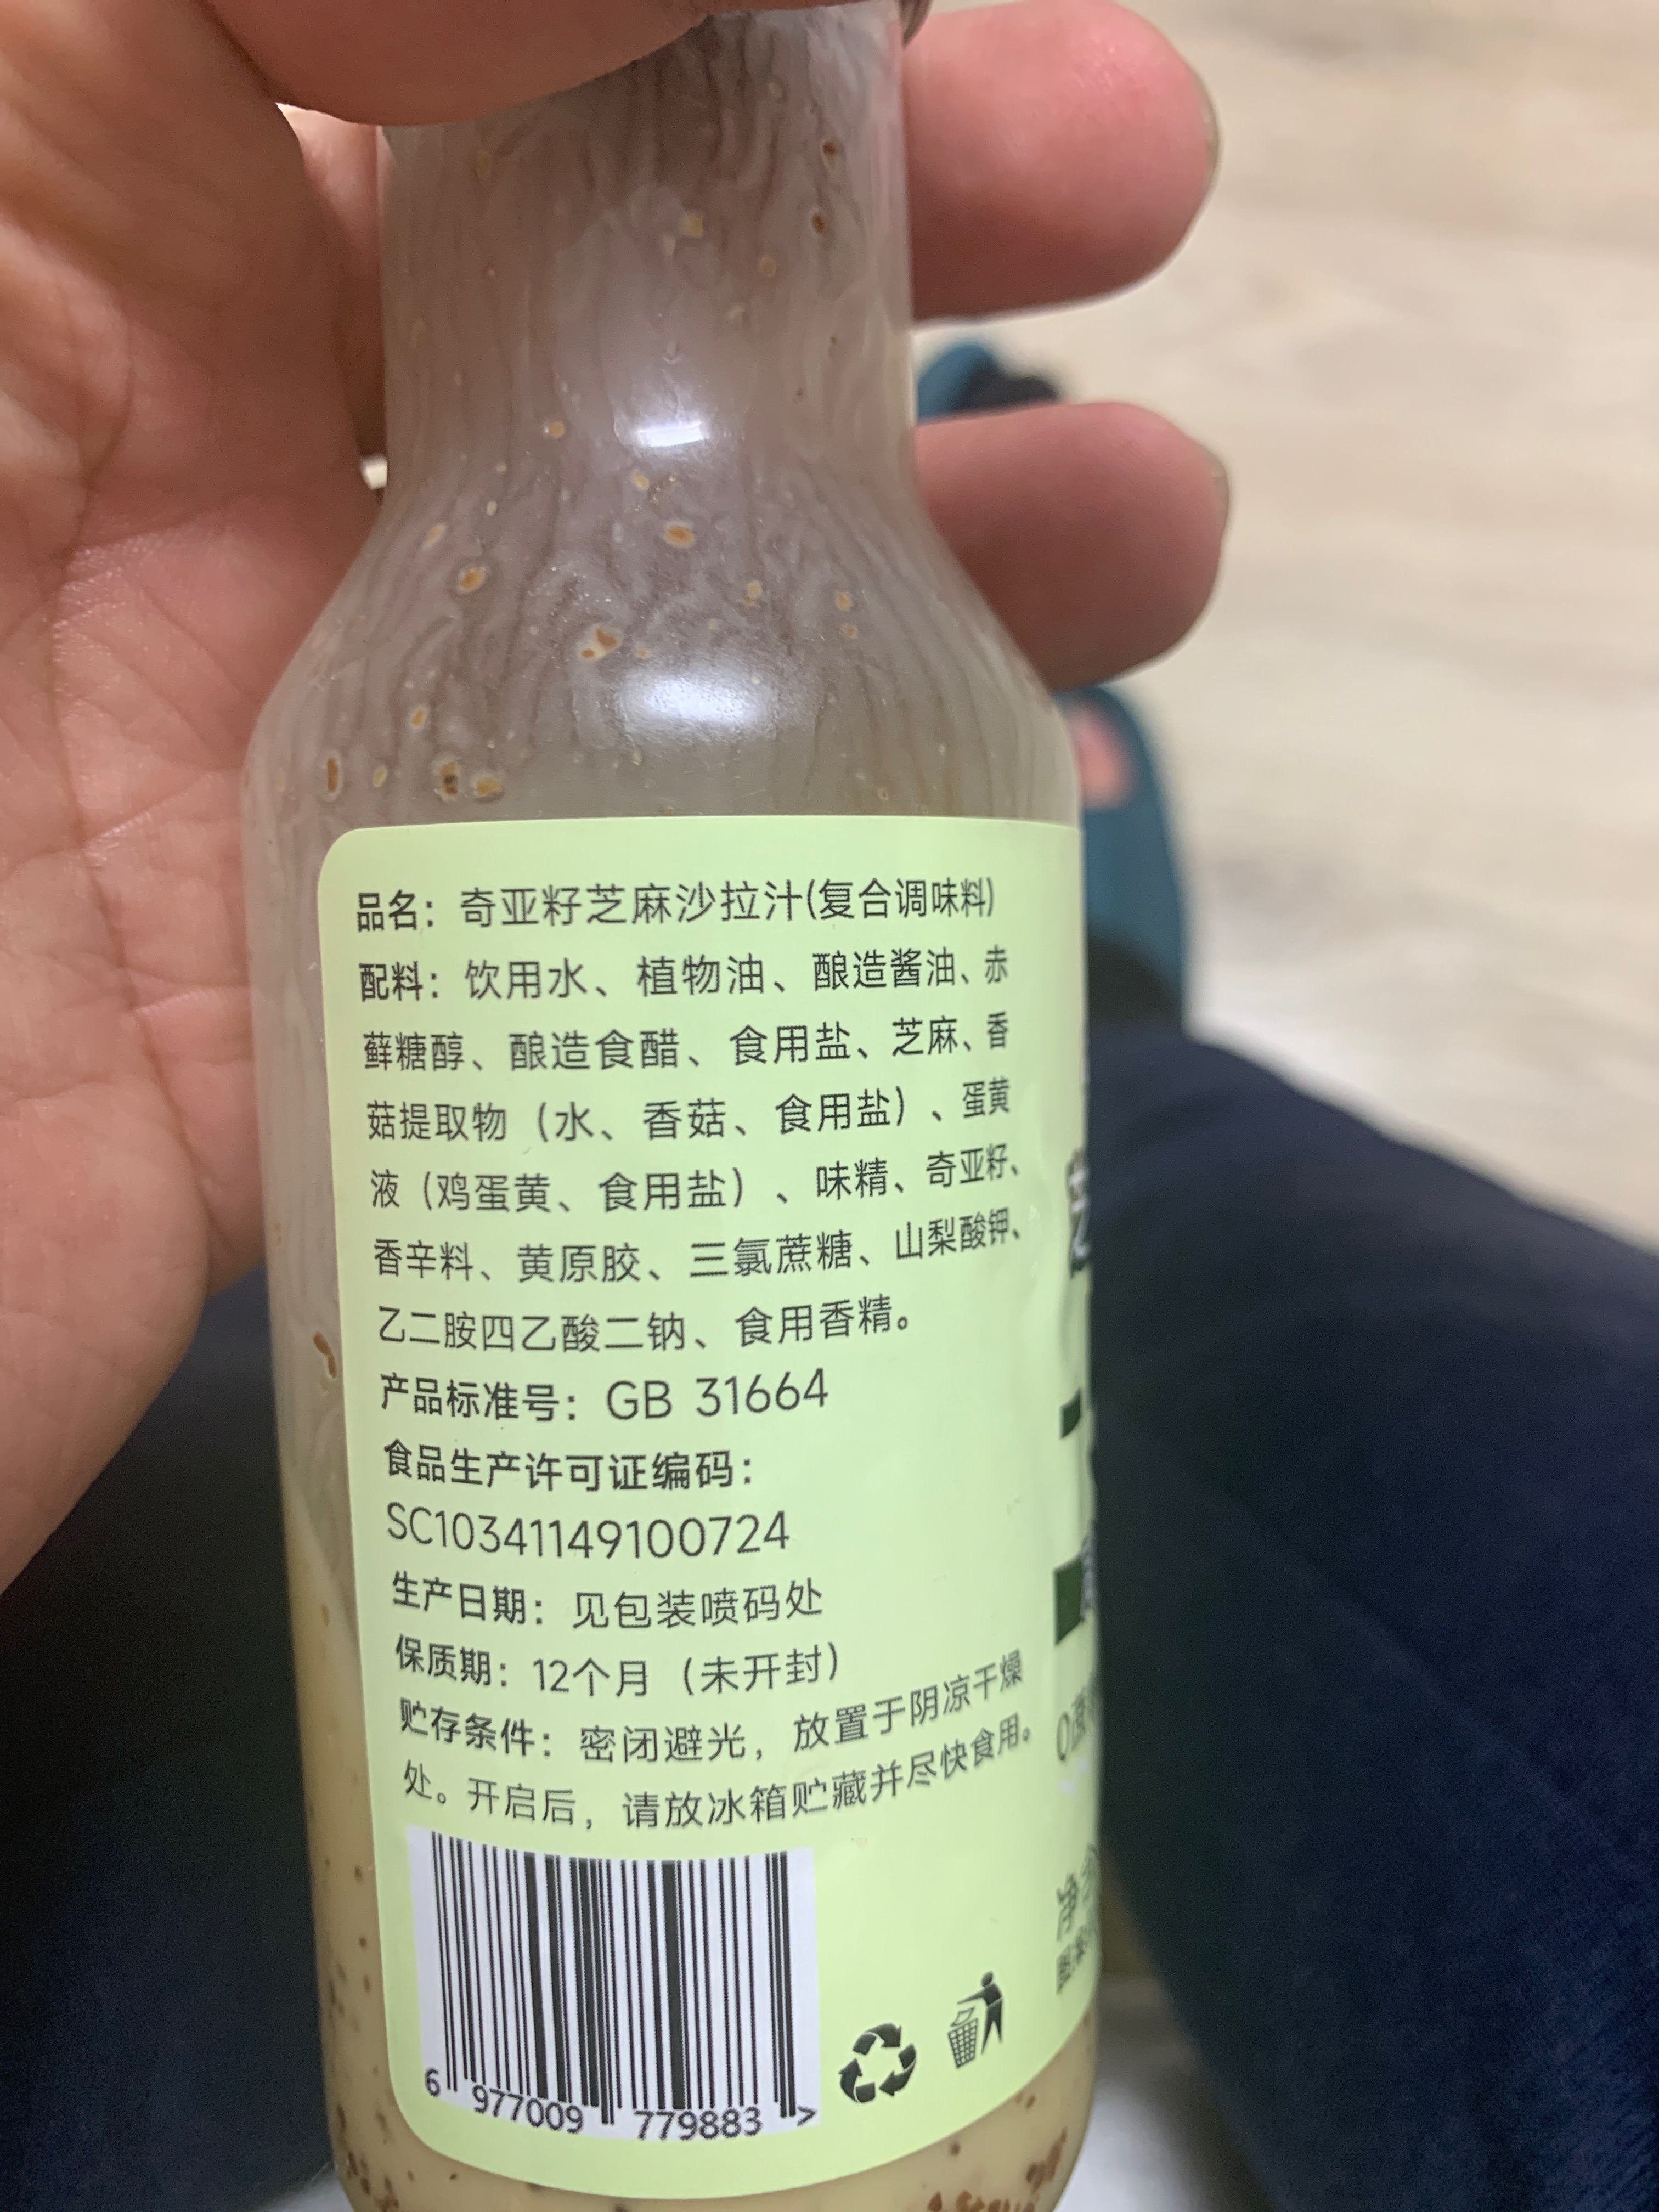 品名：奇亚籽芝麻沙拉汁(复合调味料)
配料：饮用水、植物油、酿造酱油、赤
藓糖醇、酿造食醋、食用盐、芝麻、香
菇提取物（水、香菇、食用盐）、蛋黄
液（鸡蛋黄、食用盐）、味精、奇亚籽、
香辛料、黄原胶、三氯蔗糖、山梨酸钾、
乙二胺四乙酸二钠、食用香精。
产品标准号：GB 31664
食品生产许可证编码：
SC10341149100724
生产日期：见包装喷码处
保质期：12个月（未开封）
贮存条件：密闭避光，放置于阴凉干燥
处。开启后，请放冰箱贮藏并尽快食用。
6 977009 779883 >
0蔗
净含